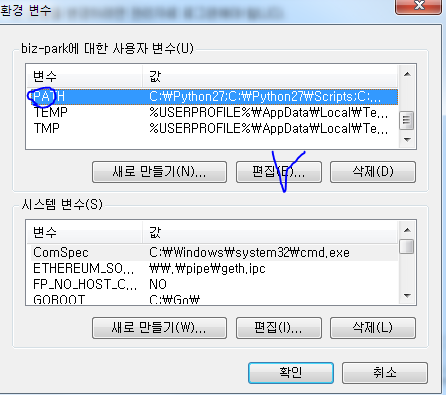 환경 변수
biz-park에 대한 사용자 변수(U)
변수 값
PATH C:₩Python27;C:₩Python27₩Scripts;C:...
TEMP %USERPROFILE%₩AppData₩Local₩Te...
TMP %USERPROFILE%₩AppData₩Local₩Te...
새로 만들기(N)... 편집(E)... 삭제(D)
시스템 변수(S)
변수 값
ComSpec C:₩Windows₩system32₩cmd.exe
ETHEREUM_SO... ₩₩.₩pipe₩geth.ipc
FP_NO_HOST_C... NO
GOROOT C:₩Go₩
새로 만들기(W)... 편집(I)... 삭제(L)
확인 취소